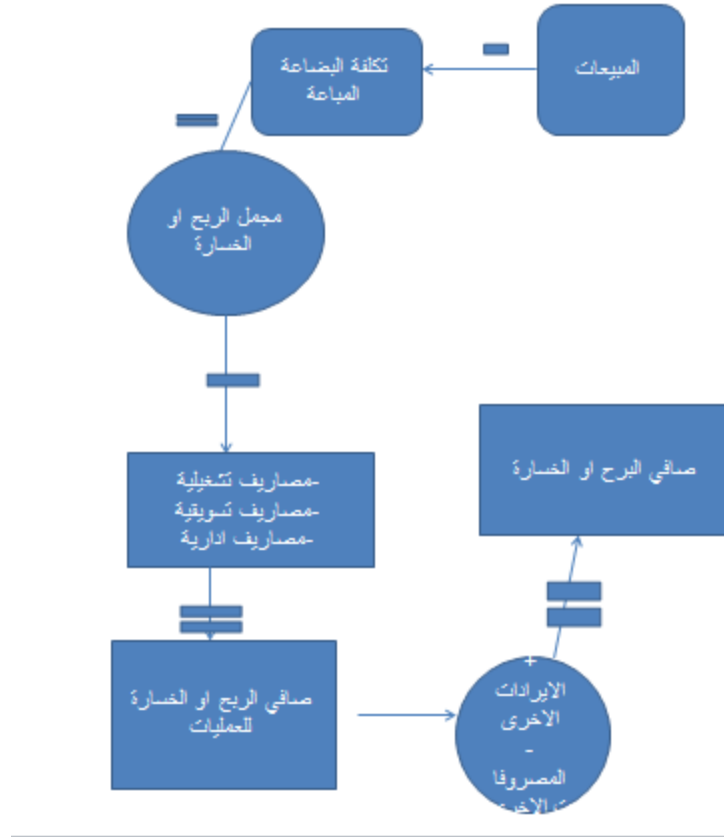 المبيعات
تكلفة البضاعة
المباعة
مجمل الربح او
الخسارة
-مصاريف تشغيلية
-مصاريف تسويقية
-مصاريف ادارية
صافي الربح او الخسارة
للعمليات
+
الايرادات
الاخرى
-
المصروفا
ت الاخرى
صافي البرح او الخسارة